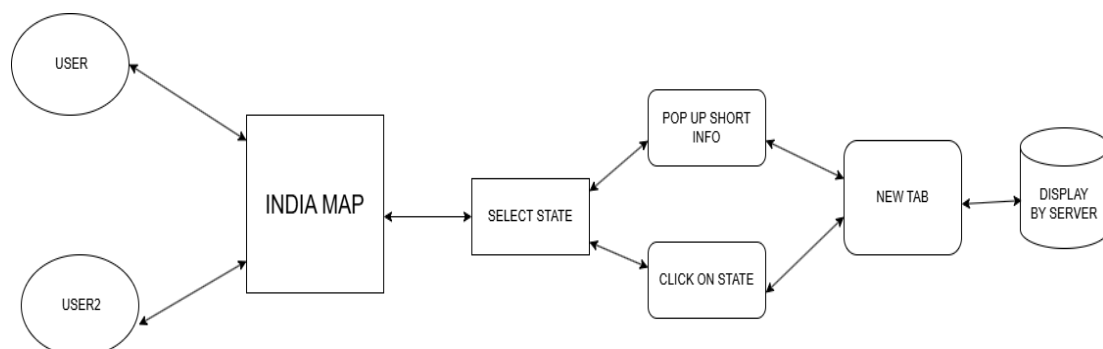 USER
INDIA MAP
USER2
SELECT STATE
POP UP SHORT
INFO
CLICK ON STATE
NEW TAB
DISPLAY
BY SERVER